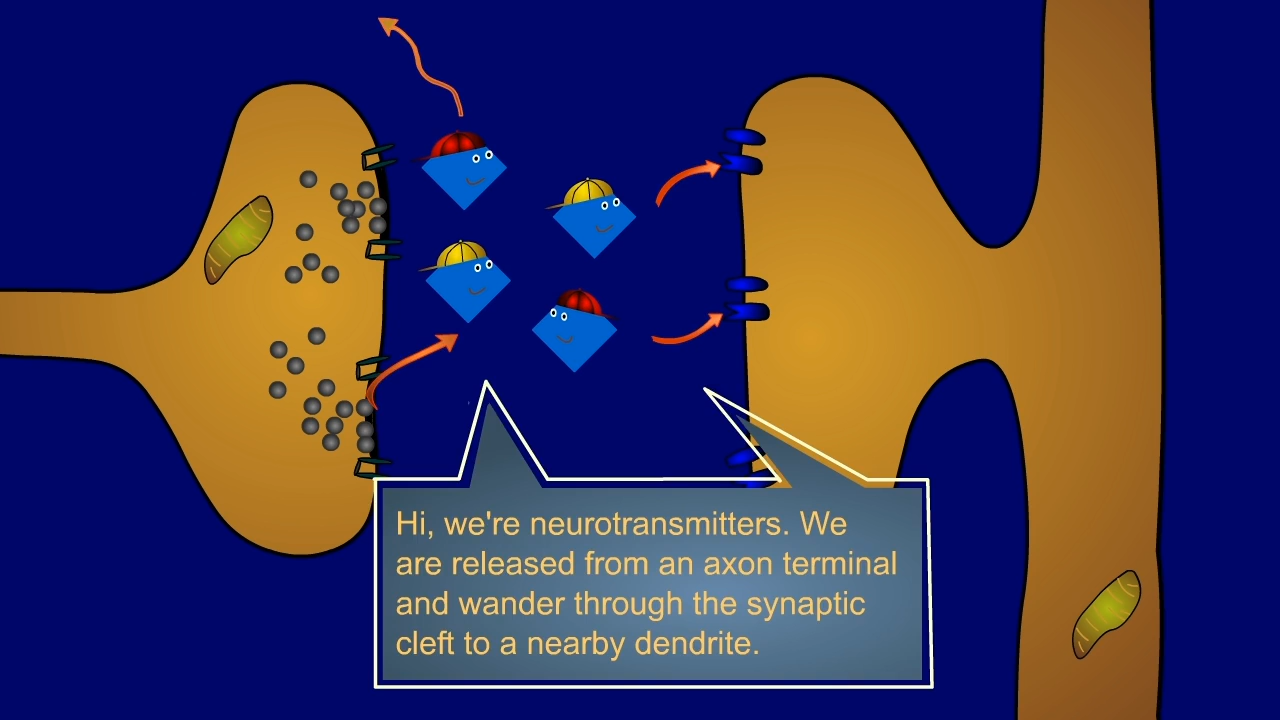 Hi, we're neurotransmitters. We
are released from an axon terminal
and wander through the synaptic
cleft to a nearby dendrite.